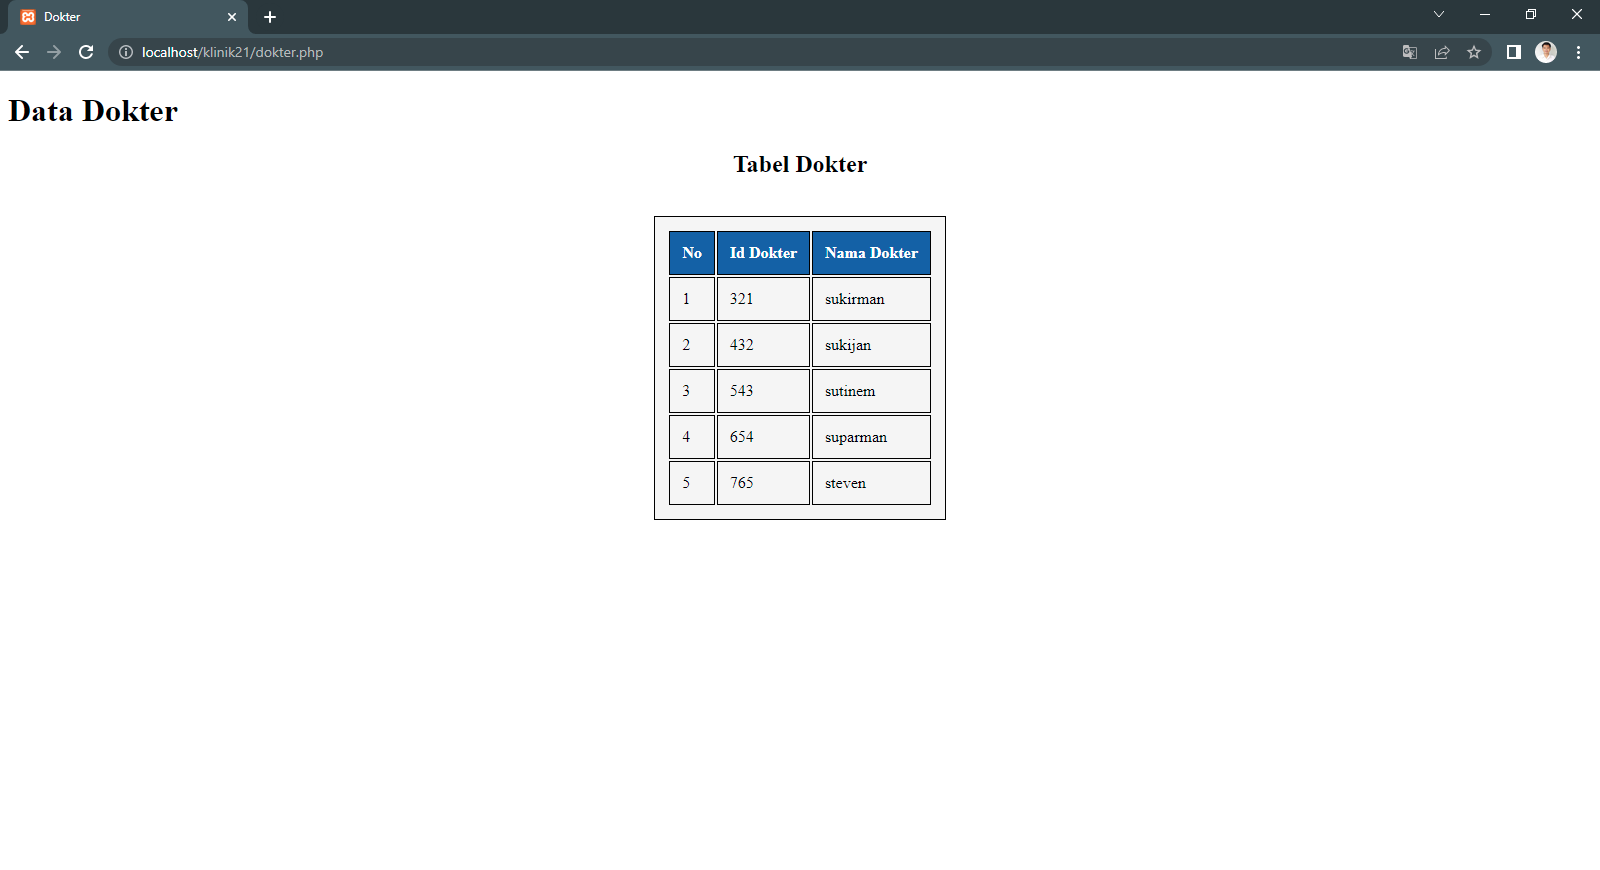 Dokter
localhost/klinik21/dokter.php
Data Dokter
Tabel Dokter
No Id Dokter Nama Dokter
1 321 sukirman
2 432 sukijan
3 543 sutinem
4 654 suparman
5 765 steven